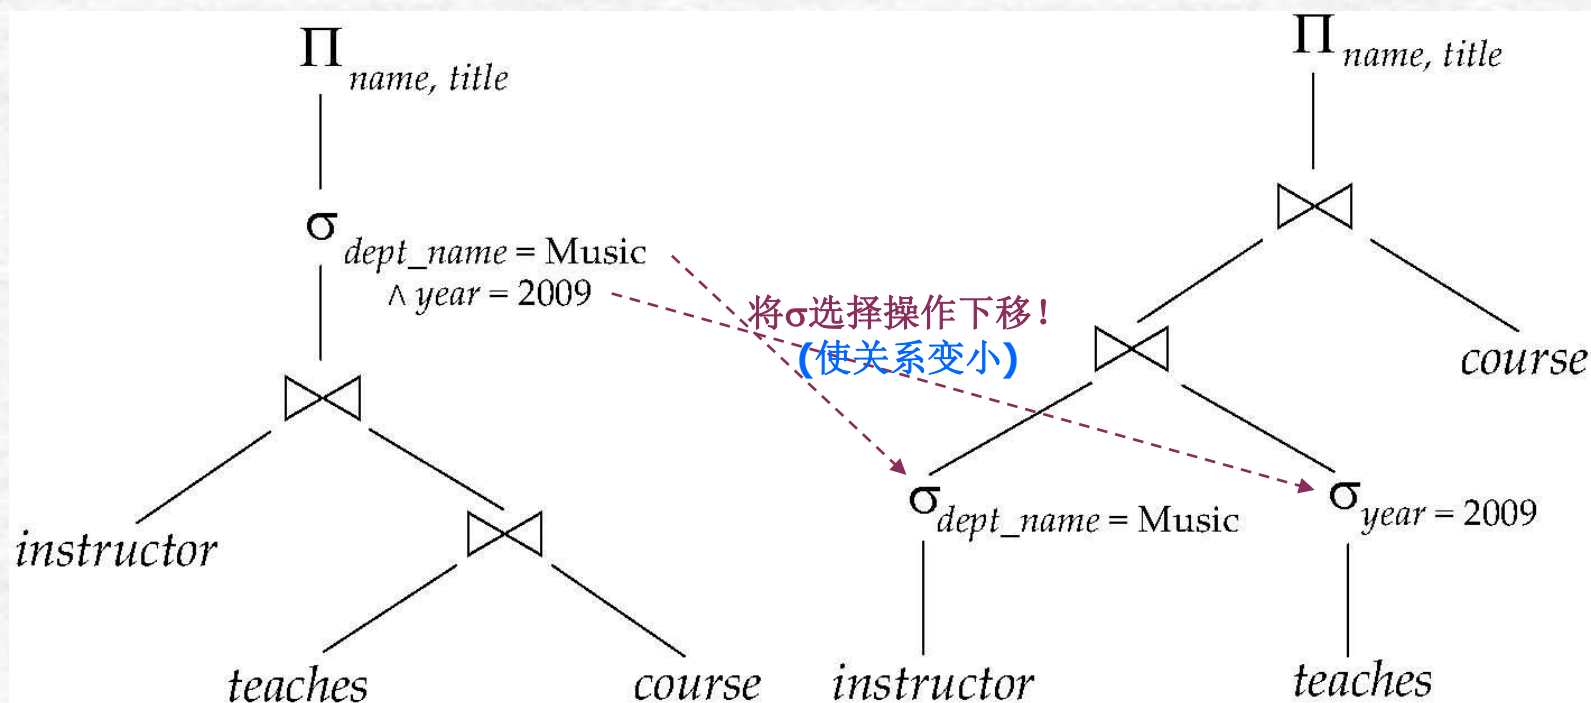 Π name, title
σ dept_name = Music
∧ year = 2009
⋈
instructor
⋈
teaches
course
将σ选择操作下移！
(使关系变小)
Π name, title
⋈
⋈
course
σ dept_name = Music
σ year = 2009
instructor
teaches